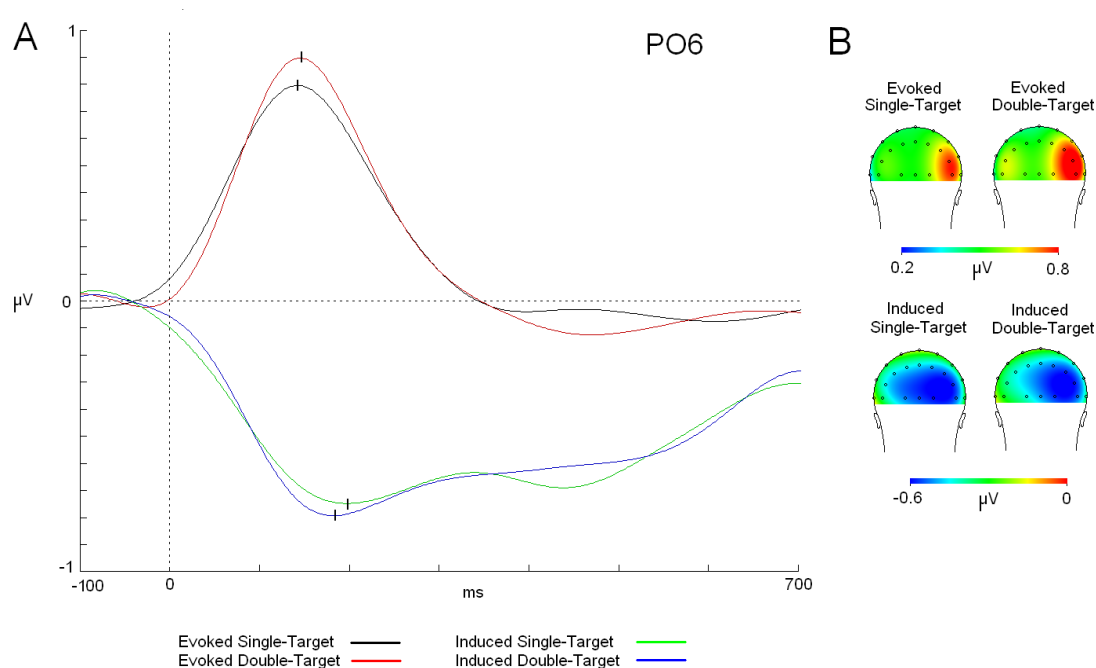 A
PO6
B
1
µV
0
-1
-100
0
ms
700
Evoked Single-Target
Evoked Double-Target
Induced Single-Target
Induced Double-Target
Evoked
Single-Target
Evoked
Double-Target
0.2
µV
0.8
Induced
Single-Target
Induced
Double-Target
-0.6
µV
0